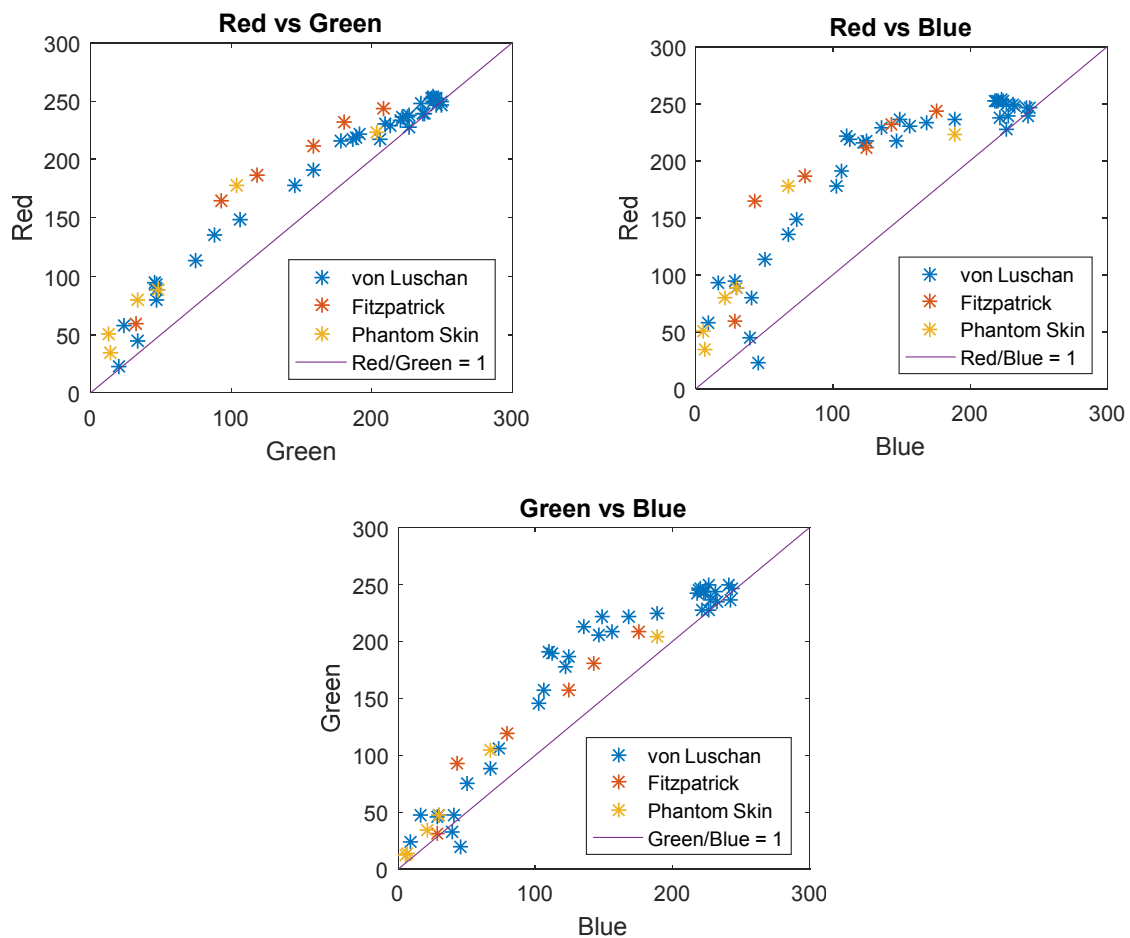 Red vs Green
300
250
200
150
100
50
0
0 100 200 300
Red
Green
von Luschan
Fitzpatrick
Phantom Skin
Red/Green = 1
Red vs Blue
300
250
200
150
100
50
0
0 100 200 300
Red
Blue
von Luschan
Fitzpatrick
Phantom Skin
Red/Blue = 1
Green vs Blue
300
250
200
150
100
50
0
0 100 200 300
Green
Blue
von Luschan
Fitzpatrick
Phantom Skin
Green/Blue = 1